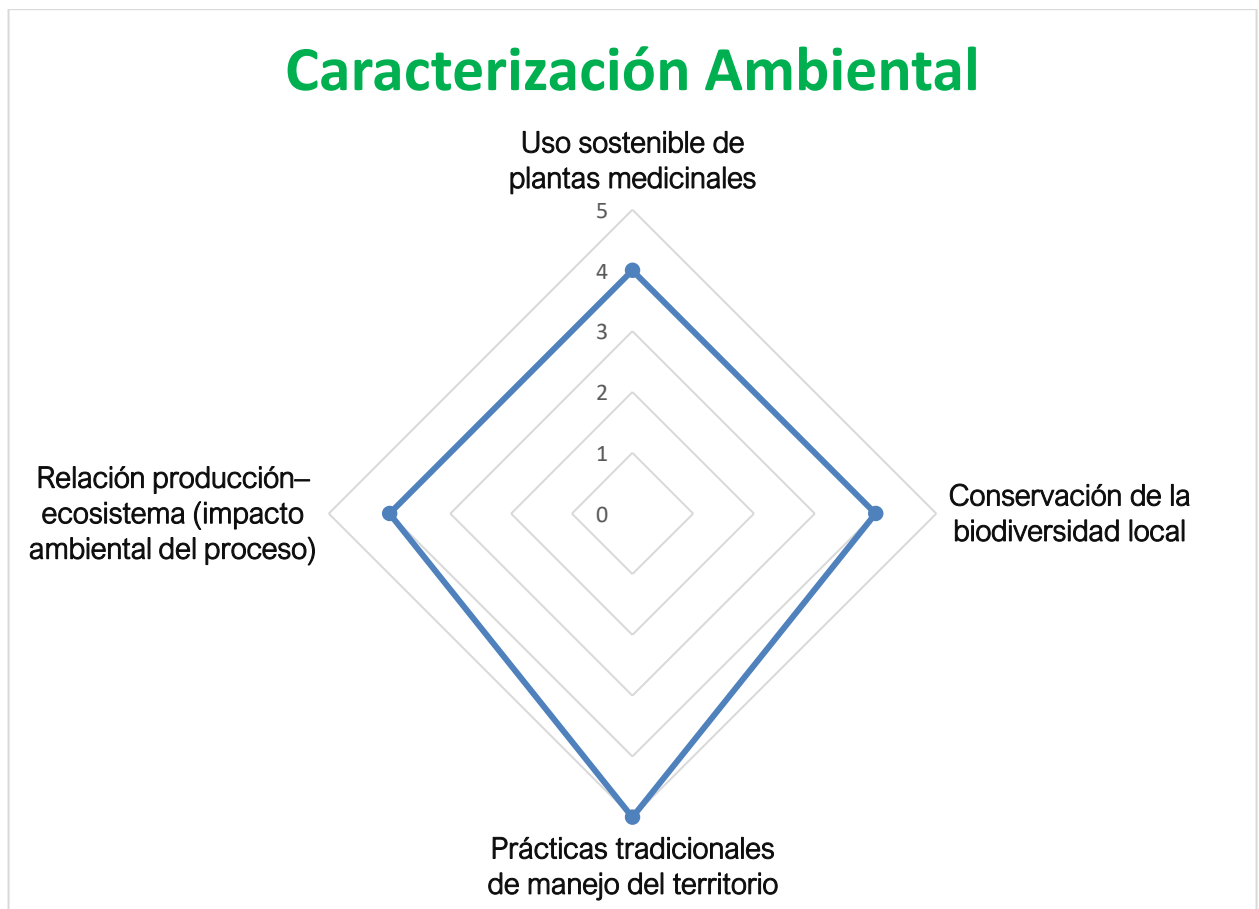 Caracterización Ambiental
Uso sostenible de
plantas medicinales
5
4
3
2
1
0
Relación producción–
ecosistema (impacto
ambiental del proceso)
Conservación de la
biodiversidad local
Prácticas tradicionales
de manejo del territorio